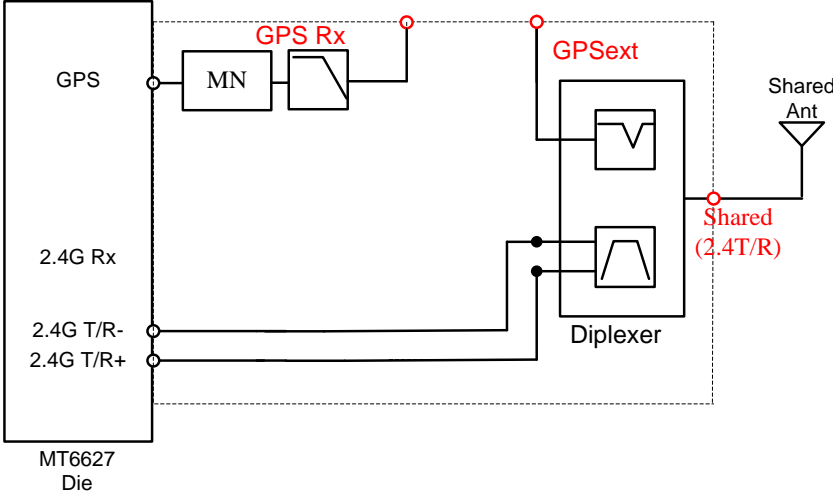 GPS Rx
GPSext
GPS
MN
Shared
Ant
Shared
(2.4T/R)
2.4G Rx
2.4G T/R-
2.4G T/R+
Diplexer
MT6627
Die